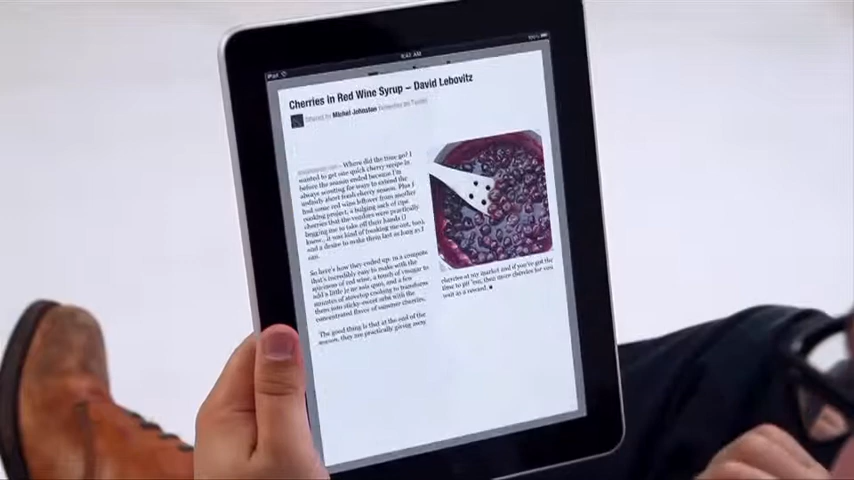 iPad
9:41 AM
100%
Cherries in Red Wine Syrup – David Lebovitz
Shared by Michel Johnston
Where did the time go? I
wanted to get one quick cherry recipe in
before the season ended because I'm
always scouting for ways to extend the
unfairly short fresh cherry season. Plus I
had some red wine leftover from another
cooking project, a bulging sack of ripe
cherries that the vendors were practically
begging me to take off their hands (I
know.. it was kind of freaking me out, too),
and a desire to make them last as long as I
can.
So here's how they ended up, in a compote
that's incredibly easy to make with the
spiciness of red wine, a touch of vinegar to
add a little je ne sais quoi, and a few
minutes of stovetop cooking to transform
them into sticky-sweet orbs with the
concentrated flavor of summer cherries.
The good thing is that at the end of the
season, they are practically giving away
cherries at my market and if you've got the
time to pit 'em, then more cherries for you
wait as a reward.